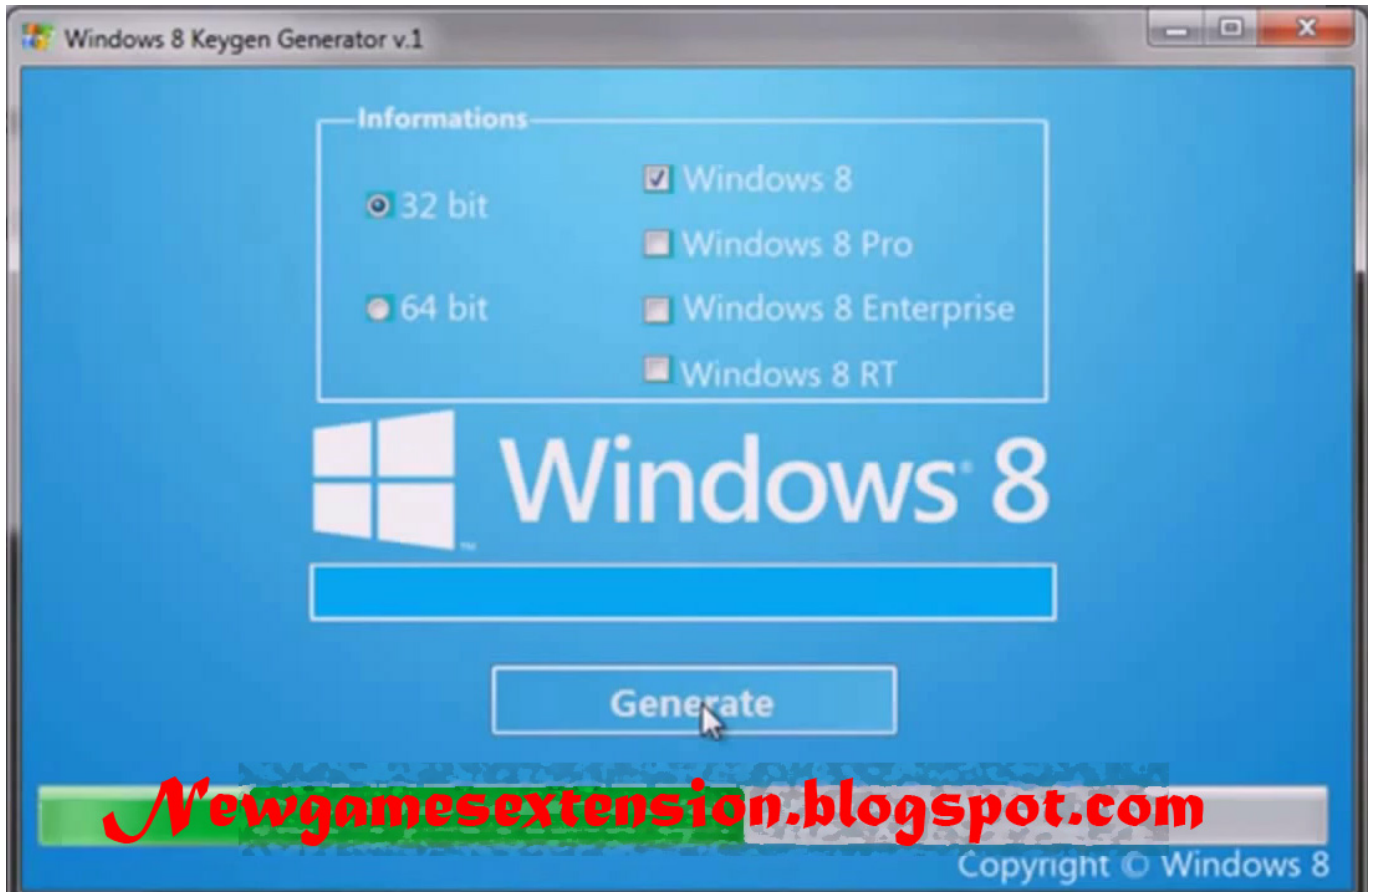 Windows 8 Keygen Generator v.1
Informations
32 bit
64 bit
Windows 8
Windows 8 Pro
Windows 8 Enterprise
Windows 8 RT
Windows® 8
™
Generate
Newgamesextension.blogspot.com
Copyright © Windows 8